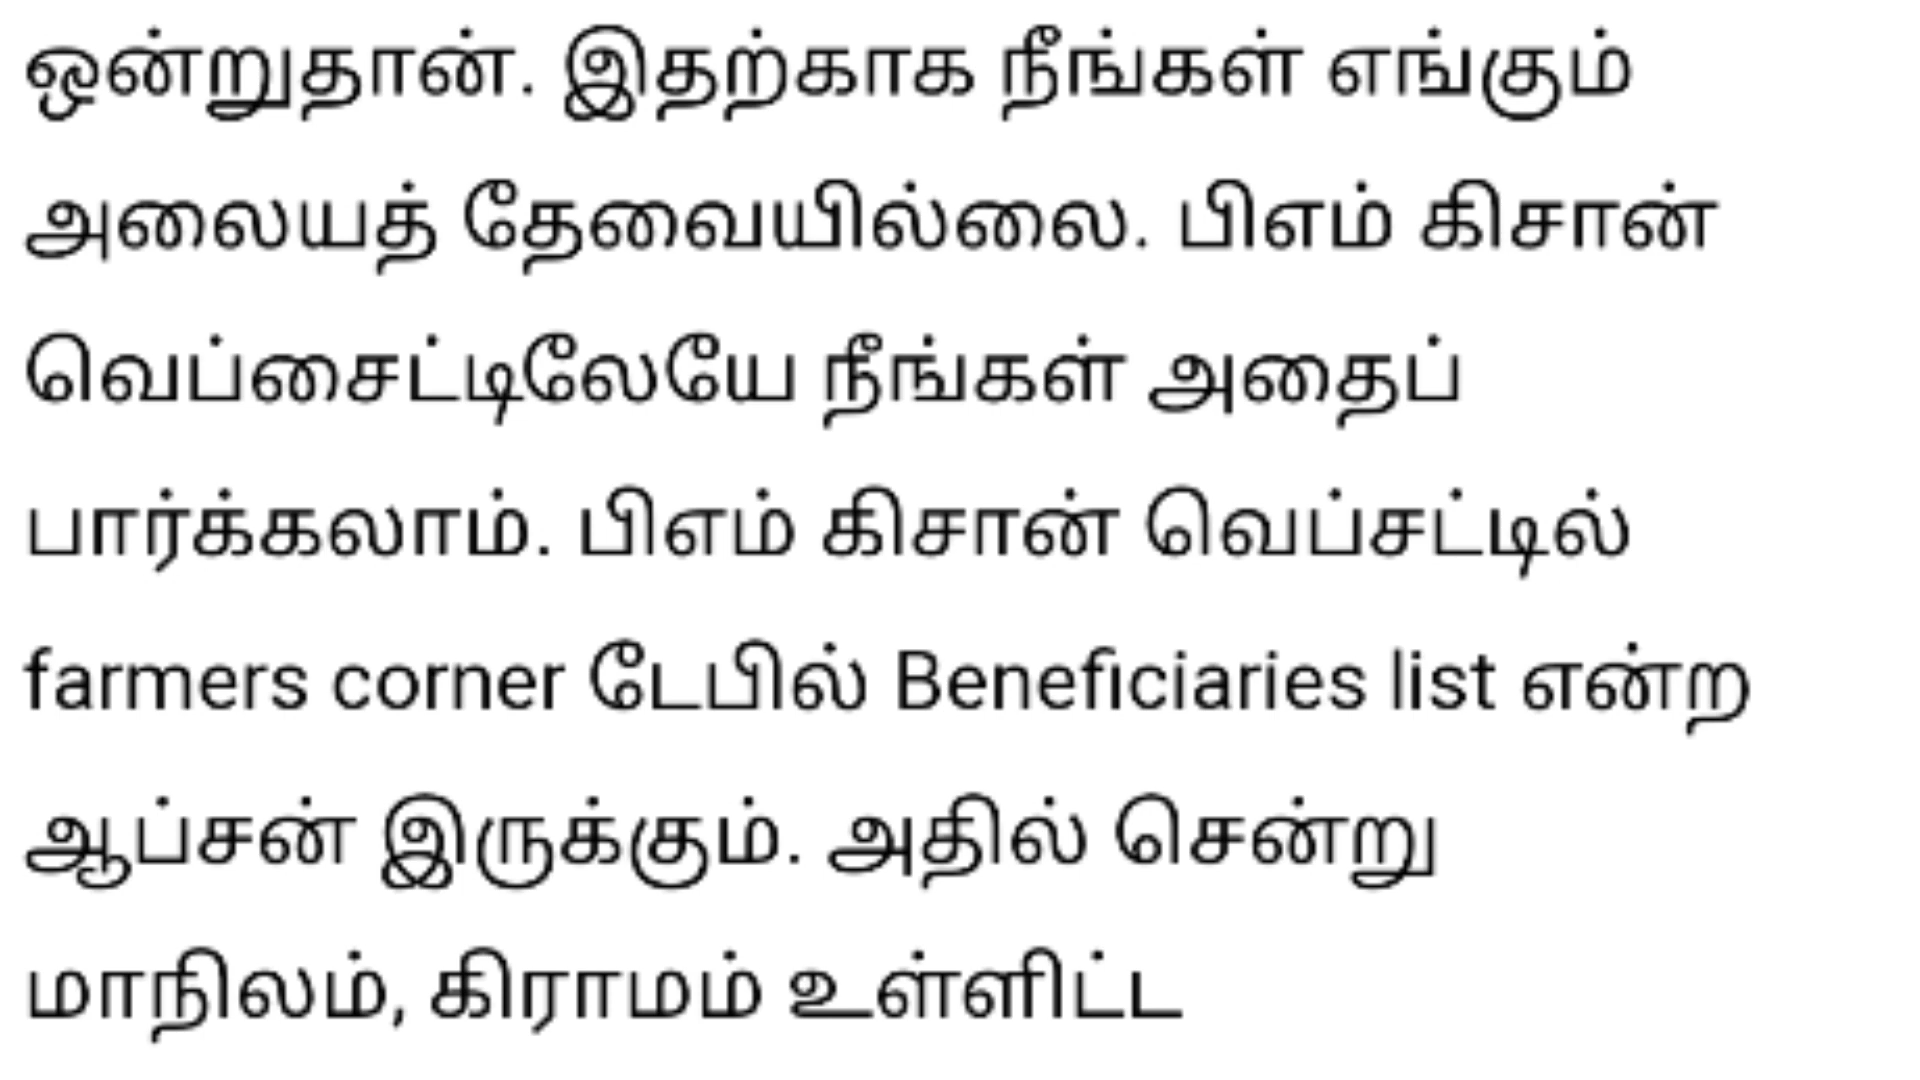 ஒன்றுதான். இதற்காக நீங்கள் எங்கும்
அலையத் தேவையில்லை. பிஎம் கிசான்
வெப்சைட்டிலேயே நீங்கள் அதைப்
பார்க்கலாம். பிஎம் கிசான் வெப்சட்டில்
farmers corner டேபில் Beneficiaries list என்ற
ஆப்சன் இருக்கும். அதில் சென்று
மாநிலம், கிராமம் உள்ளிட்ட